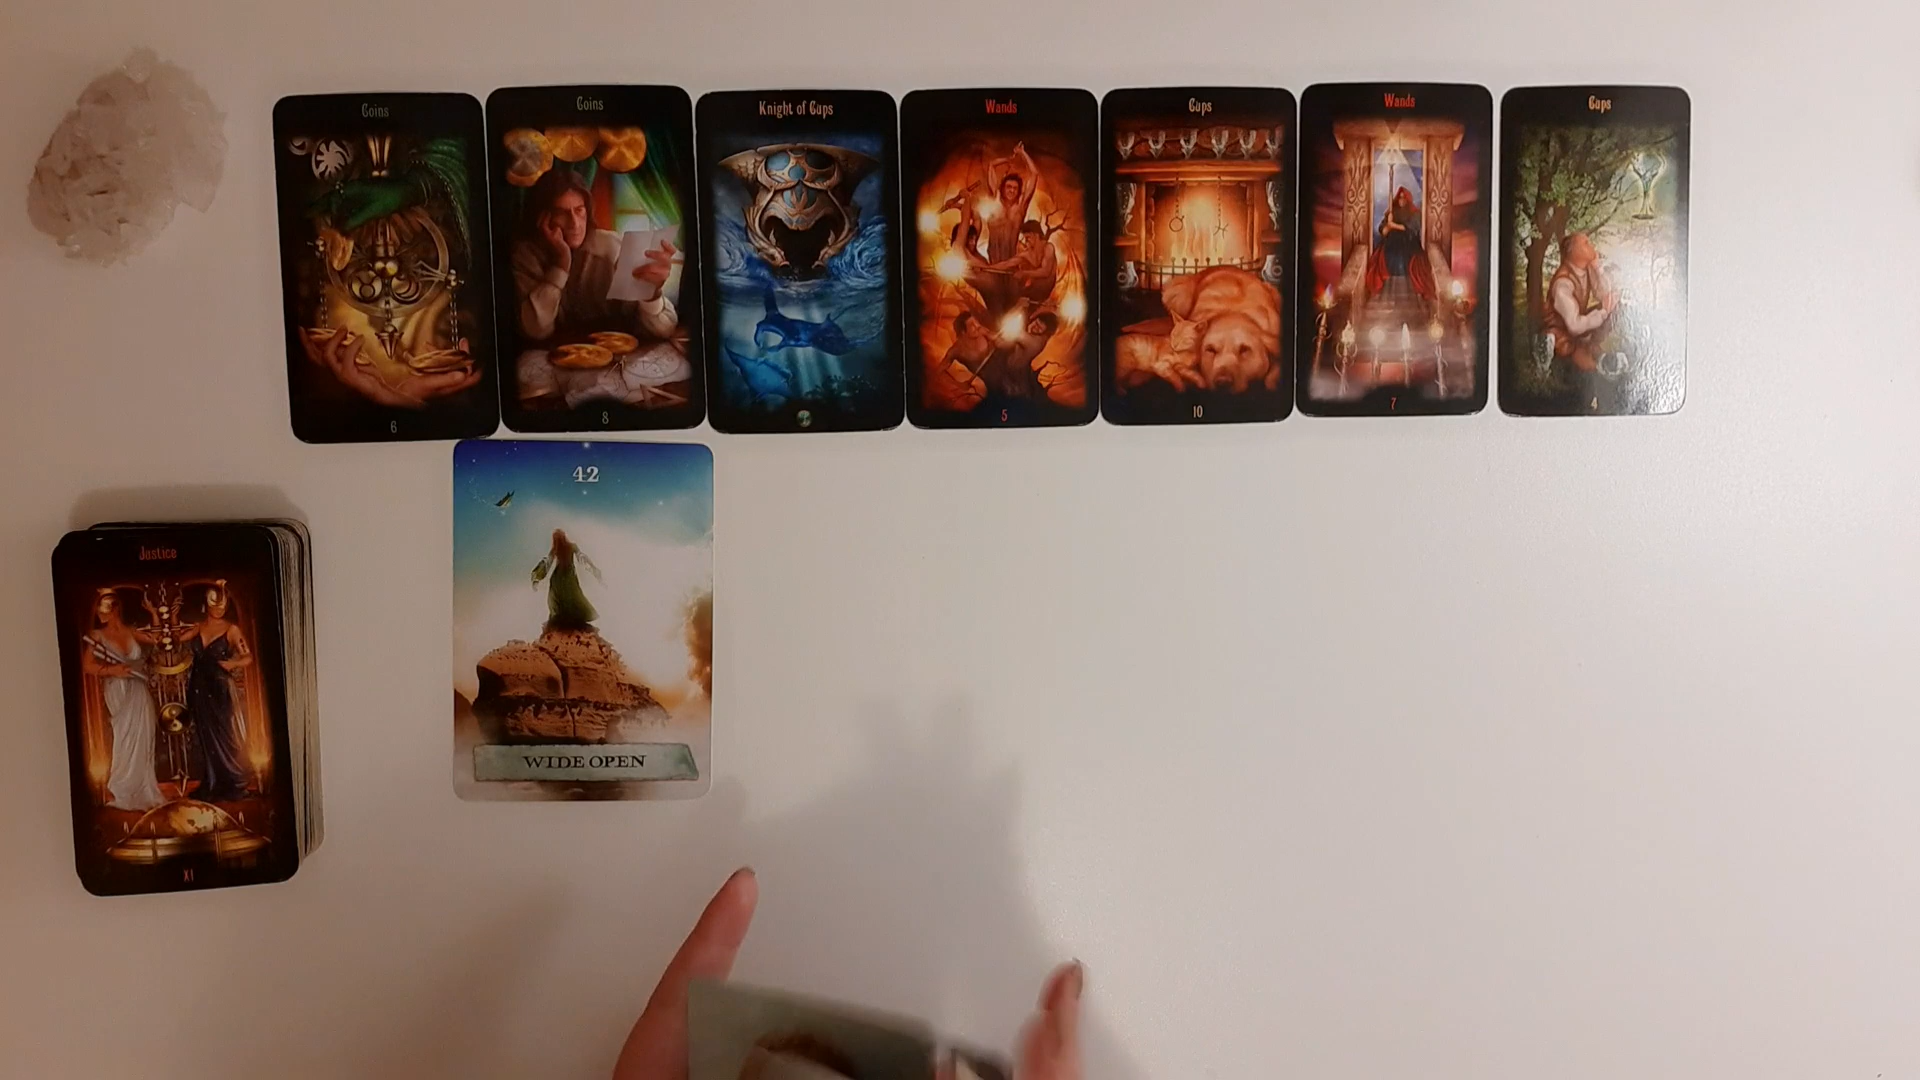 Coins
6
Coins
8
Knight of Cups
Wands
5
Cups
10
Wands
7
Cups
4
42
WIDE OPEN
Justice
XI